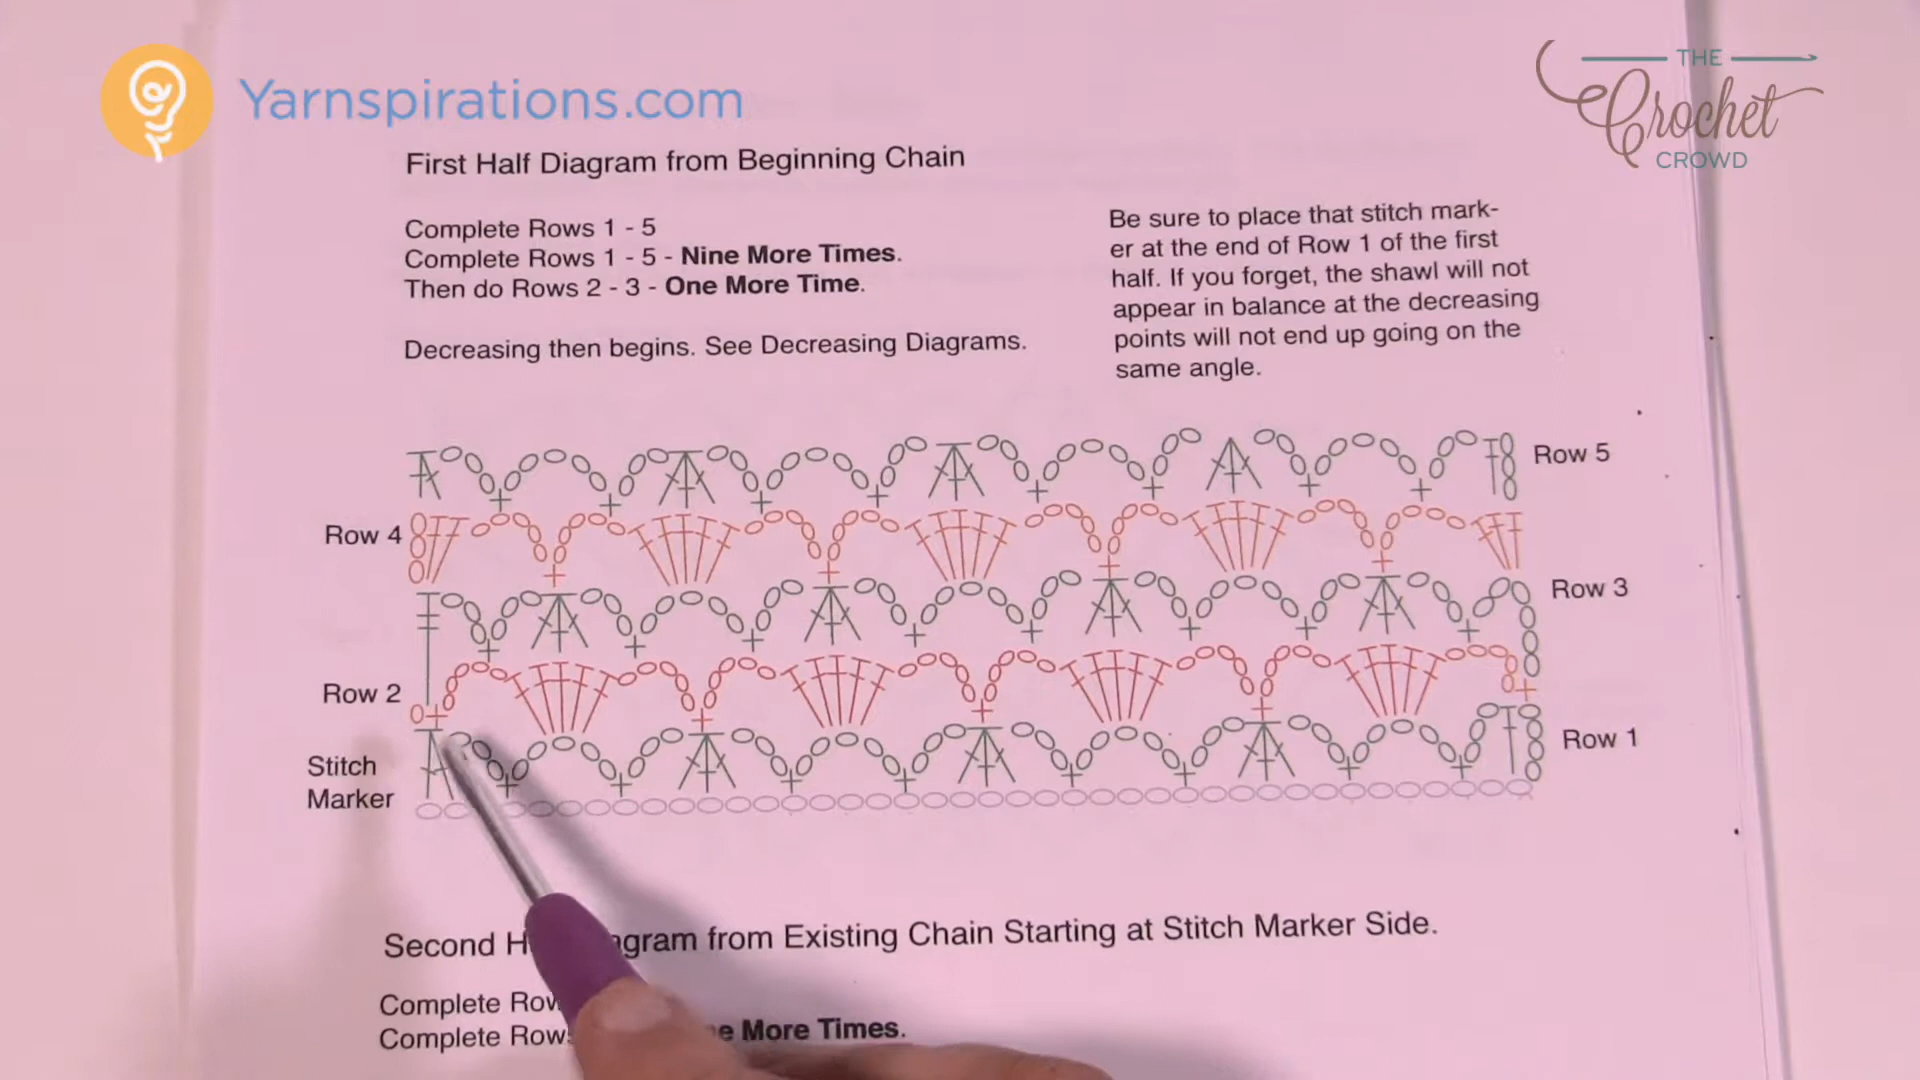 Yarnspirations.com
THE
Crochet
CROWD
First Half Diagram from Beginning Chain
Complete Rows 1 - 5
Complete Rows 1 - 5 - Nine More Times.
Then do Rows 2 - 3 - One More Time.
Decreasing then begins. See Decreasing Diagrams.
Be sure to place that stitch mark-
er at the end of Row 1 of the first
half. If you forget, the shawl will not
appear in balance at the decreasing
points will not end up going on the
same angle.
Row 5
Row 4
Row 3
Row 2
Row 1
Stitch
Marker
Second H gram from Existing Chain Starting at Stitch Marker Side.
Complete Row
Complete Rows More Times.